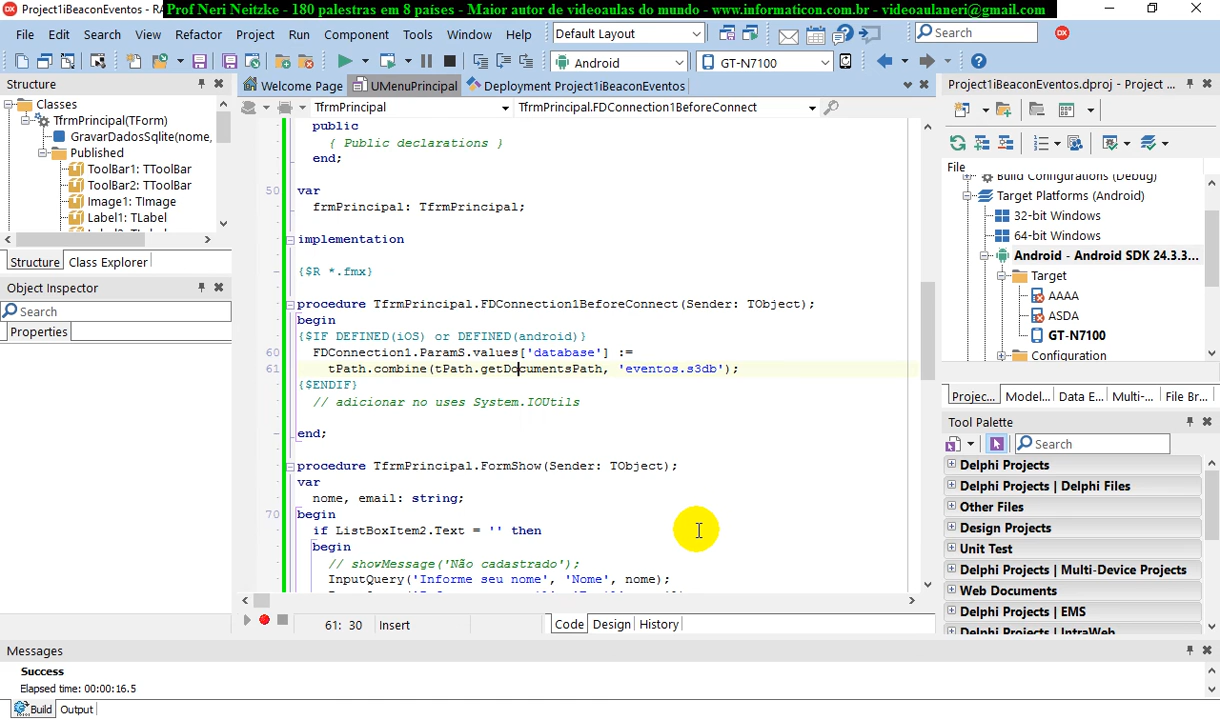 Project1iBeaconEventos - RA
Prof Neri Neitzke - 180 palestras em 8 países - Maior autor de videoaulas do mundo - www.informaticon.com.br - videoaulaneri@gmail.com
File Edit Search View Refactor Project Run Component Tools Window Help
Default Layout
Search
DX
Android
GT-N7100
Structure
Classes
TfrmPrincipal(TForm)
GravarDadosSqlite(nome,
Published
ToolBar1: TToolBar
ToolBar2: TToolBar
Image1: TImage
Label1: TLabel
Structure Class Explorer
Object Inspector
Search
Properties
Welcome Page UMenuPrincipal Deployment Project1iBeaconEventos
TfrmPrincipal TfrmPrincipal.FDConnection1BeforeConnect
public
{ Public declarations }
end;
50 var
frmPrincipal: TfrmPrincipal;
implementation
{$R *.fmx}
procedure TfrmPrincipal.FDConnection1BeforeConnect(Sender: TObject);
begin
{$IF DEFINED(iOS) or DEFINED(android)}
60 FDConnection1.ParamS.values['database'] :=
61 tPath.combine(tPath.getDocumentsPath, 'eventos.s3db');
{$ENDIF}
// adicionar no uses System.IOUtils
end;
procedure TfrmPrincipal.FormShow(Sender: TObject);
var
nome, email: string;
70 begin
if ListBoxItem2.Text = '' then
begin
// showMessage('Não cadastrado');
InputQuery('Informe seu nome', 'Nome', nome);
61: 30 Insert
Code Design History
Project1iBeaconEventos.dproj - Project ...
File
Build Configurations (Debug)
Target Platforms (Android)
32-bit Windows
64-bit Windows
Android - Android SDK 24.3.3...
Target
AAAA
ASDA
GT-N7100
Configuration
Projec... Model... Data E... Multi-... File Br...
Tool Palette
Search
Delphi Projects
Delphi Projects | Delphi Files
Other Files
Design Projects
Unit Test
Delphi Projects | Multi-Device Projects
Web Documents
Delphi Projects | EMS
Delphi Projects | IntraWeb
Messages
Success
Elapsed time: 00:00:16.5
Build Output